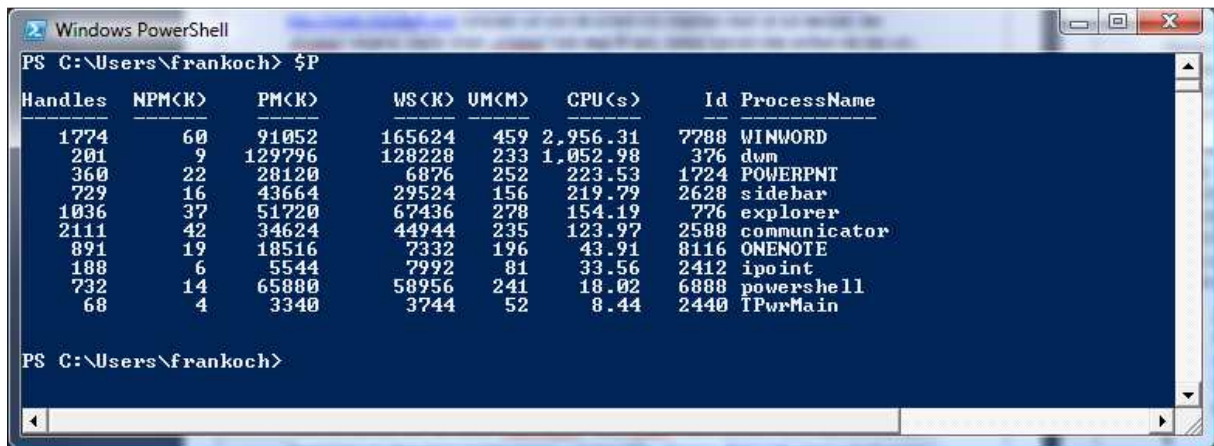 Windows PowerShell
PS C:\Users\frankoch> $P
Handles NPM(K) PM(K) WS(K) VM(M) CPU(s) Id ProcessName
------- ------ ----- ----- ----- ------ -- -----------
1774 60 91052 165624 459 2,956.31 7788 WINWORD
201 9 129796 128228 233 1,052.98 376 dwm
360 22 28120 6876 252 223.53 1724 POWERPNT
729 16 43664 29524 156 219.79 2628 sidebar
1036 37 51720 67436 278 154.19 776 explorer
2111 42 34624 44944 235 123.97 2588 communicator
891 19 18516 7332 196 43.91 8116 ONENOTE
188 6 5544 7992 81 33.56 2412 ipoint
732 14 65880 58956 241 18.02 6888 powershell
68 4 3340 3744 52 8.44 2440 TPwrMain
PS C:\Users\frankoch>